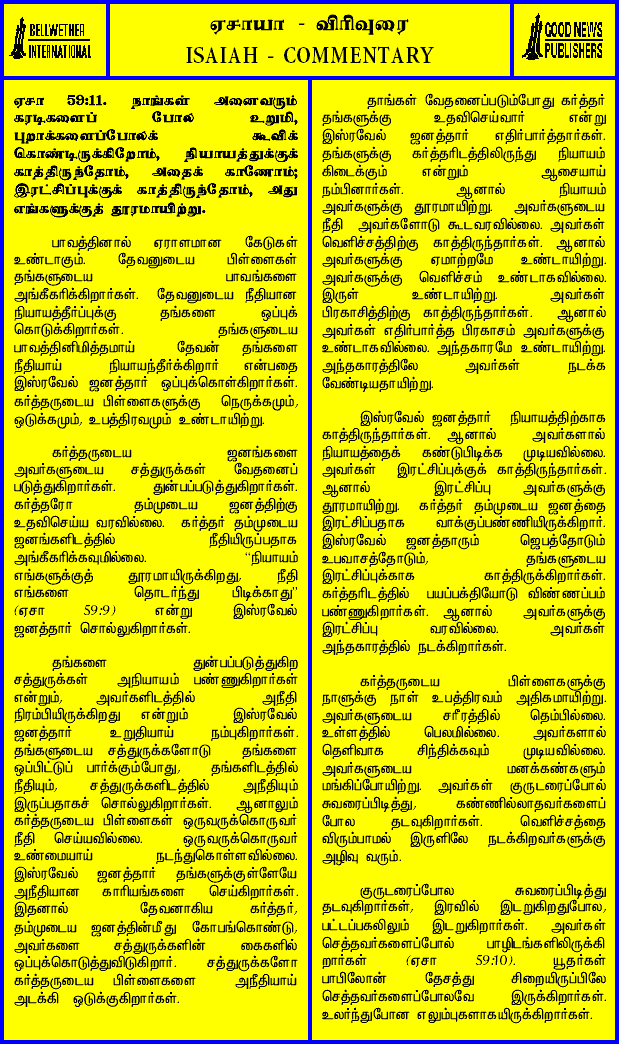 BELLWETHER
INTERNATIONAL
ஏசாயா - விரிவுரை
ISAIAH - COMMENTARY
GOOD NEWS
PUBLISHERS
ஏசா 59:11. நாங்கள் அனைவரும்
கரடிகளைப் போல உறுமி,
புறாக்களைப்போலக் கூவிக்
கொண்டிருக்கிறோம், நியாயத்துக்குக்
காத்திருந்தோம், அதைக் காணோம்;
இரட்சிப்புக்குக் காத்திருந்தோம், அது
எங்களுக்குத் தூரமாயிற்று.
பாவத்தினால் ஏராளமான கேடுகள்
உண்டாகும். தேவனுடைய பிள்ளைகள்
தங்களுடைய பாவங்களை
அங்கீகரிக்கிறார்கள். தேவனுடைய நீதியான
நியாயத்தீர்ப்புக்கு தங்களை ஒப்புக்
கொடுக்கிறார்கள். தங்களுடைய
பாவத்தினிமித்தமாய் தேவன் தங்களை
நீதியாய் நியாயந்தீர்க்கிறார் என்பதை
இஸ்ரவேல் ஜனத்தார் ஒப்புக்கொள்கிறார்கள்.
கர்த்தருடைய பிள்ளைகளுக்கு நெருக்கமும்,
ஒடுக்கமும், உபத்திரவமும் உண்டாயிற்று.
கர்த்தருடைய ஜனங்களை
அவர்களுடைய சத்துருக்கள் வேதனைப்
படுத்துகிறார்கள். துன்பப்படுத்துகிறார்கள்.
கர்த்தரோ தம்முடைய ஜனத்திற்கு
உதவிசெய்ய வரவில்லை. கர்த்தர் தம்முடைய
ஜனங்களிடத்தில் நீதியிருப்பதாக
அங்கீகரிக்கவுமில்லை. "நியாயம்
எங்களுக்குத் தூரமாயிருக்கிறது, நீதி
எங்களை தொடர்ந்து பிடிக்காது"
(ஏசா 59:9) என்று இஸ்ரவேல்
ஜனத்தார் சொல்லுகிறார்கள்.
தங்களை துன்பப்படுத்துகிற
சத்துருக்கள் அநியாயம் பண்ணுகிறார்கள்
என்றும், அவர்களிடத்தில் அநீதி
நிரம்பியிருக்கிறது என்றும் இஸ்ரவேல்
ஜனத்தார் உறுதியாய் நம்புகிறார்கள்.
தங்களுடைய சத்துருக்களோடு தங்களை
ஒப்பிட்டுப் பார்க்கும்போது, தங்களிடத்தில்
நீதியும், சத்துருக்களிடத்தில் அநீதியும்
இருப்பதாகச் சொல்லுகிறார்கள். ஆனாலும்
கர்த்தருடைய பிள்ளைகள் ஒருவருக்கொருவர்
நீதி செய்யவில்லை. ஒருவருக்கொருவர்
உண்மையாய் நடந்துகொள்ளவில்லை.
இஸ்ரவேல் ஜனத்தார் தங்களுக்குள்ளேயே
அநீதியான காரியங்களை செய்கிறார்கள்.
இதனால் தேவனாகிய கர்த்தர்,
தம்முடைய ஜனத்தின்மீது கோபங்கொண்டு,
அவர்களை சத்துருக்களின் கைகளில்
ஒப்புக்கொடுத்துவிடுகிறார். சத்துருக்களோ
கர்த்தருடைய பிள்ளைகளை அநீதியாய்
அடக்கி ஒடுக்குகிறார்கள்.
தாங்கள் வேதனைப்படும்போது கர்த்தர்
தங்களுக்கு உதவிசெய்வார் என்று
இஸ்ரவேல் ஜனத்தார் எதிர்பார்த்தார்கள்.
தங்களுக்கு கர்த்தரிடத்திலிருந்து நியாயம்
கிடைக்கும் என்றும் ஆசையாய்
நம்பினார்கள். ஆனால் நியாயம்
அவர்களுக்கு தூரமாயிற்று. அவர்களுடைய
நீதி அவர்களோடு கூடவரவில்லை. அவர்கள்
வெளிச்சத்திற்கு காத்திருந்தார்கள். ஆனால்
அவர்களுக்கு ஏமாற்றமே உண்டாயிற்று.
அவர்களுக்கு வெளிச்சம் உண்டாகவில்லை.
இருள் உண்டாயிற்று. அவர்கள்
பிரகாசித்திற்கு காத்திருந்தார்கள். ஆனால்
அவர்கள் எதிர்பார்த்த பிரகாசம் அவர்களுக்கு
உண்டாகவில்லை. அந்தகாரமே உண்டாயிற்று.
அந்தகாரத்திலே அவர்கள் நடக்க
வேண்டியதாயிற்று.
இஸ்ரவேல் ஜனத்தார் நியாயத்திற்காக
காத்திருந்தார்கள். ஆனால் அவர்களால்
நியாயத்தைக் கண்டுபிடிக்க முடியவில்லை.
அவர்கள் இரட்சிப்புக்குக் காத்திருந்தார்கள்.
ஆனால் இரட்சிப்பு அவர்களுக்கு
தூரமாயிற்று. கர்த்தர் தம்முடைய ஜனத்தை
இரட்சிப்பதாக வாக்குப்பண்ணியிருக்கிறார்.
இஸ்ரவேல் ஜனத்தாரும் ஜெபத்தோடும்
உபவாசத்தோடும், தங்களுடைய
இரட்சிப்புக்காக காத்திருக்கிறார்கள்.
கர்த்தரிடத்தில் பயபக்தியோடு விண்ணப்பம்
பண்ணுகிறார்கள். ஆனால் அவர்களுக்கு
இரட்சிப்பு வரவில்லை. அவர்கள்
அந்தகாரத்தில் நடக்கிறார்கள்.
கர்த்தருடைய பிள்ளைகளுக்கு
நாளுக்கு நாள் உபத்திரவம் அதிகமாயிற்று.
அவர்களுடைய சரீரத்தில் தெம்பில்லை.
உள்ளத்தில் பெலமில்லை. அவர்களால்
தெளிவாக சிந்திக்கவும் முடியவில்லை.
அவர்களுடைய மனக்கண்களும்
மங்கிப்போயிற்று. அவர்கள் குருடரைப்போல்
சுவரைப்பிடித்து, கண்ணில்லாதவர்களைப்
போல தடவுகிறார்கள். வெளிச்சத்தை
விரும்பாமல் இருளிலே நடக்கிறவர்களுக்கு
அழிவு வரும்.
குருடரைப்போல சுவரைப்பிடித்து
தடவுகிறார்கள், இரவில் இடறுகிறதுபோல,
பட்டப்பகலிலும் இடறுகிறார்கள். அவர்கள்
செத்தவர்களைப்போல் பாழிடங்களிலிருக்கி
றார்கள் (ஏசா 59:10). யூதர்கள்
பாபிலோன் தேசத்து சிறையிருப்பிலே
செத்தவர்களைப்போலவே இருக்கிறார்கள்.
உலர்ந்துபோன எலும்புகளாகயிருக்கிறார்கள்.